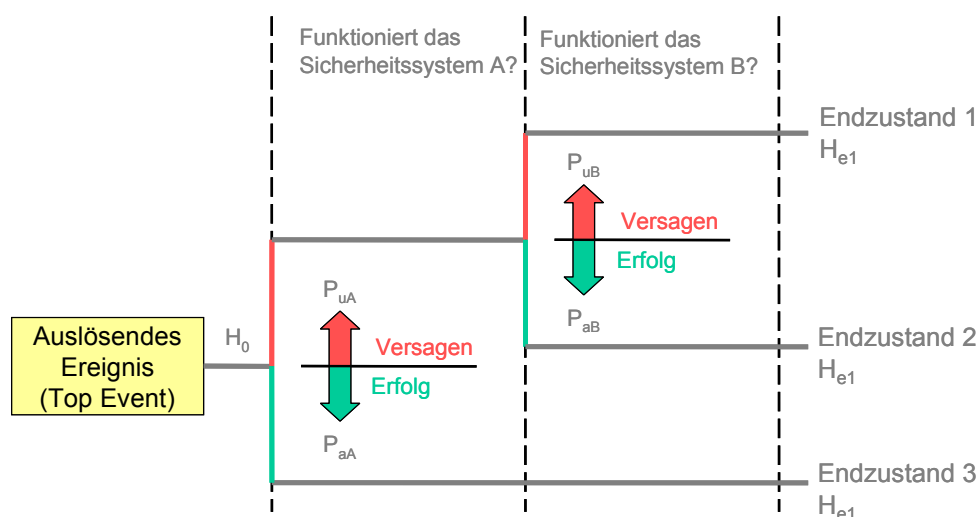 Funktioniert das
Sicherheitssystem A?
Funktioniert das
Sicherheitssystem B?
Endzustand 1
He1
PuB
Versagen
Erfolg
PaB
PuA
Auslösendes
Ereignis
(Top Event)
H0
Versagen
Erfolg
PaA
Endzustand 2
He1
Endzustand 3
He1